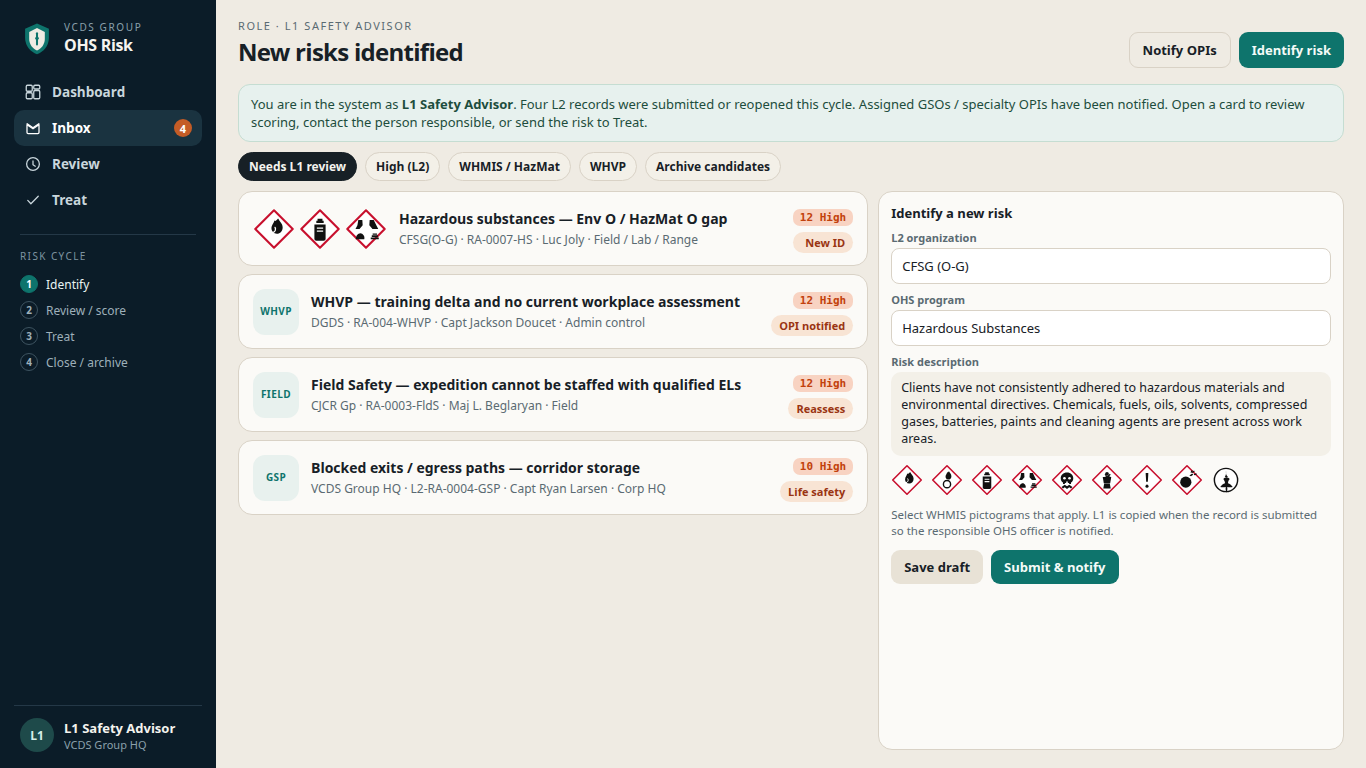 VCDS GROUP
OHS Risk
Dashboard
Inbox
4
Review
Treat
RISK CYCLE
1 Identify
2 Review / score
3 Treat
4 Close / archive
L1
L1 Safety Advisor
VCDS Group HQ
ROLE · L1 SAFETY ADVISOR
New risks identified
Notify OPIs
Identify risk
You are in the system as L1 Safety Advisor. Four L2 records were submitted or reopened this cycle. Assigned GSOs / specialty OPIs have been notified. Open a card to review
scoring, contact the person responsible, or send the risk to Treat.
Needs L1 review
High (L2)
WHMIS / HazMat
WHVP
Archive candidates
Hazardous substances — Env O / HazMat O gap
CFSG(O-G) · RA-0007-HS · Luc Joly · Field / Lab / Range
12 High
New ID
WHVP
WHVP — training delta and no current workplace assessment
DGDS · RA-004-WHVP · Capt Jackson Doucet · Admin control
12 High
OPI notified
FIELD
Field Safety — expedition cannot be staffed with qualified ELs
CJCR Gp · RA-0003-FldS · Maj L. Beglaryan · Field
12 High
Reassess
GSP
Blocked exits / egress paths — corridor storage
VCDS Group HQ · L2-RA-0004-GSP · Capt Ryan Larsen · Corp HQ
10 High
Life safety
Identify a new risk
L2 organization
CFSG (O-G)
OHS program
Hazardous Substances
Risk description
Clients have not consistently adhered to hazardous materials and
environmental directives. Chemicals, fuels, oils, solvents, compressed
gases, batteries, paints and cleaning agents are present across work
areas.
Select WHMIS pictograms that apply. L1 is copied when the record is submitted
so the responsible OHS officer is notified.
Save draft
Submit & notify